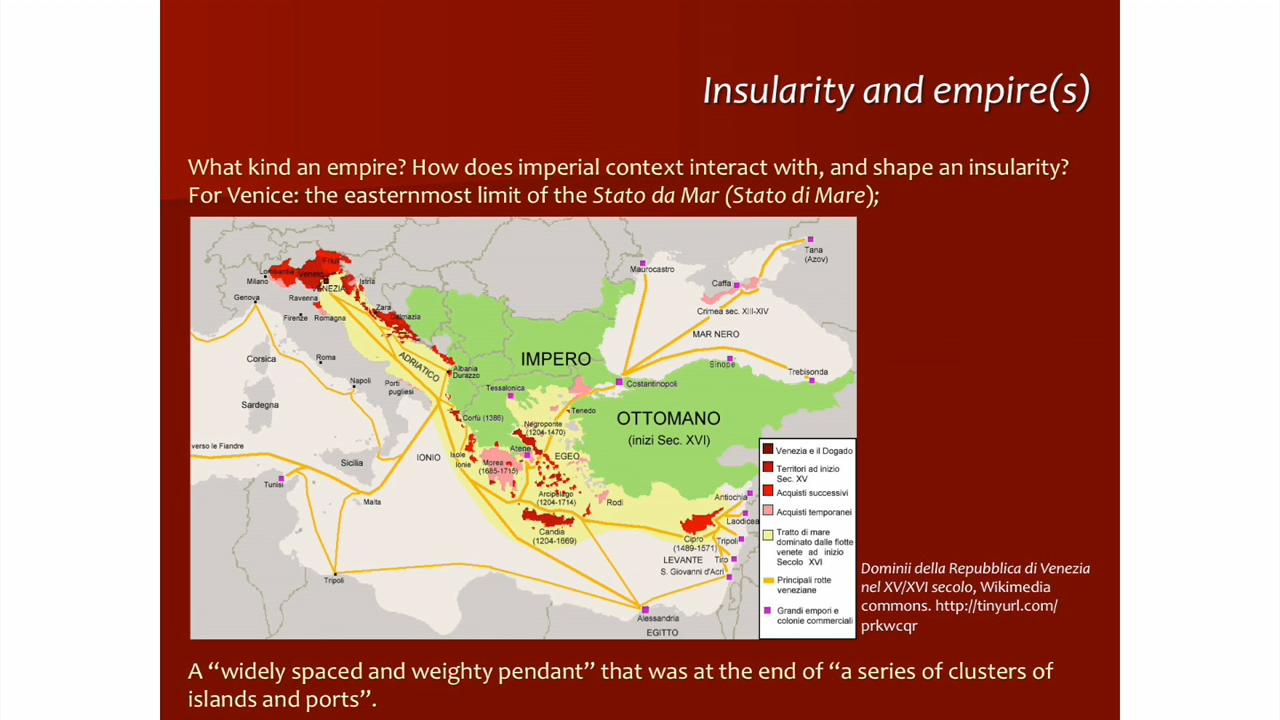 Insularity and empire(s)
What kind an empire? How does imperial context interact with, and shape an insularity?
For Venice: the easternmost limit of the Stato da Mar (Stato di Mare);
Tana
(Azov)
Maurocastro
Caffa
Crimea sec. XIII-XIV
MAR NERO
Lombardia
Milano
Veneto
Friuli
VENEZIA
Istria
Genova
Ravenna
Firenze
Romagna
Zara
Dalmazia
Corsica
Roma
ADRIATICO
Albania
Durazzo
IMPERO
Sinope
Trebisonda
Costantinopoli
Napoli
Porti
pugliesi
Tessalonica
Sardegna
Tenedo
OTTOMANO
(inizi Sec. XVI)
Corfù (1386)
Negroponte
(1204-1470)
verso le Fiandre
Sicilia
IONIO
Isole
Ionie
Atene
EGEO
Morea
(1685-1715)
Tunisi
Malta
Arcipelago
(1204-1714)
Rodi
Antiochia
Laodicea
Candia
(1204-1669)
Cipro
(1489-1571)
Tripoli
LEVANTE
Tiro
S. Giovanni d'Acri
Tripoli
Alessandria
EGITTO
Venezia e il Dogado
Territori ad inizio
Sec. XV
Acquisti successivi
Acquisti temporanei
Tratto di mare
dominato dalle flotte
venete ad inizio
Secolo XVI
Principali rotte
veneziane
Grandi empori e
colonie commerciali
Dominii della Repubblica di Venezia
nel XV/XVI secolo, Wikimedia
commons. http://tinyurl.com/
prkwcqr
A “widely spaced and weighty pendant” that was at the end of “a series of clusters of
islands and ports”.